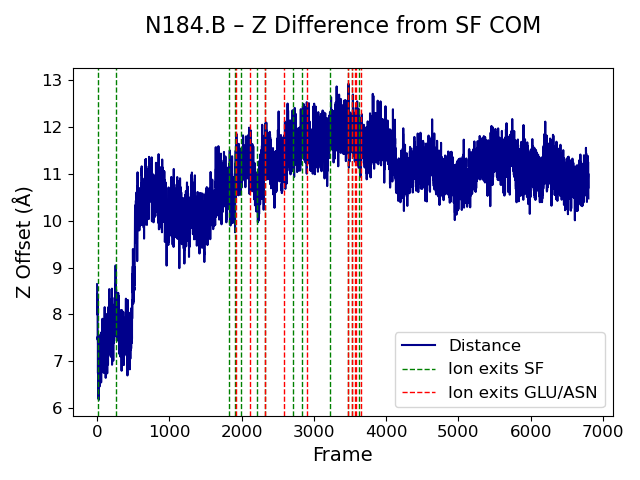 N184.B – Z Difference from SF COM
Z Offset (Å)
13
12
11
10
9
8
7
6
Distance
Ion exits SF
Ion exits GLU/ASN
0
1000
2000
3000
4000
5000
6000
7000
Frame